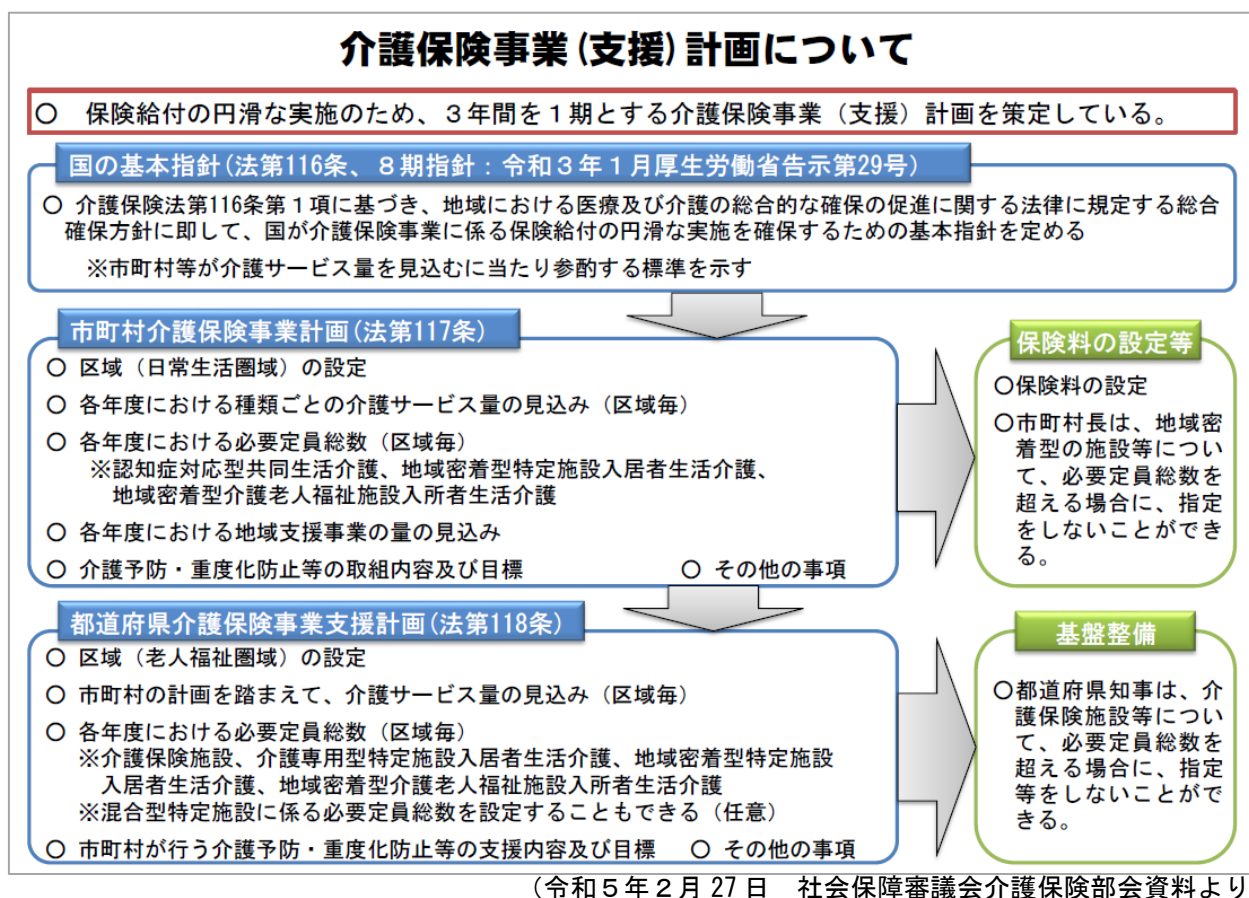 介護保険事業(支援)計画について
○　保険給付の円滑な実施のため、３年間を１期とする介護保険事業（支援）計画を策定している。
国の基本指針(法第116条、８期指針：令和３年１月厚生労働省告示第29号)
○ 介護保険法第116条第１項に基づき、地域における医療及び介護の総合的な確保の促進に関する法律に規定する総合
確保方針に即して、国が介護保険事業に係る保険給付の円滑な実施を確保するための基本指針を定める
※市町村等が介護サービス量を見込むに当たり参酌する標準を示す
市町村介護保険事業計画(法第117条)
○ 区域（日常生活圏域）の設定
○ 各年度における種類ごとの介護サービス量の見込み（区域毎）
○ 各年度における必要定員総数（区域毎）
※認知症対応型共同生活介護、地域密着型特定施設入居者生活介護、
地域密着型介護老人福祉施設入所者生活介護
○ 各年度における地域支援事業の量の見込み
○ 介護予防・重度化防止等の取組内容及び目標　○ その他の事項
保険料の設定等
○保険料の設定
○市町村長は、地域密
着型の施設等につい
て、必要定員総数を
超える場合に、指定
をしないことができ
る。
都道府県介護保険事業支援計画(法第118条)
○ 区域（老人福祉圏域）の設定
○ 市町村の計画を踏まえて、介護サービス量の見込み（区域毎）
○ 各年度における必要定員総数（区域毎）
※介護保険施設、介護専用型特定施設入居者生活介護、地域密着型特定施設
入居者生活介護、地域密着型介護老人福祉施設入所者生活介護
※混合型特定施設に係る必要定員総数を設定することもできる（任意）
○ 市町村が行う介護予防・重度化防止等の支援内容及び目標　○ その他の事項
基盤整備
○都道府県知事は、介
護保険施設等につい
て、必要定員総数を
超える場合に、指定
等をしないことがで
きる。
（令和５年２月 27 日　社会保障審議会介護保険部会資料より